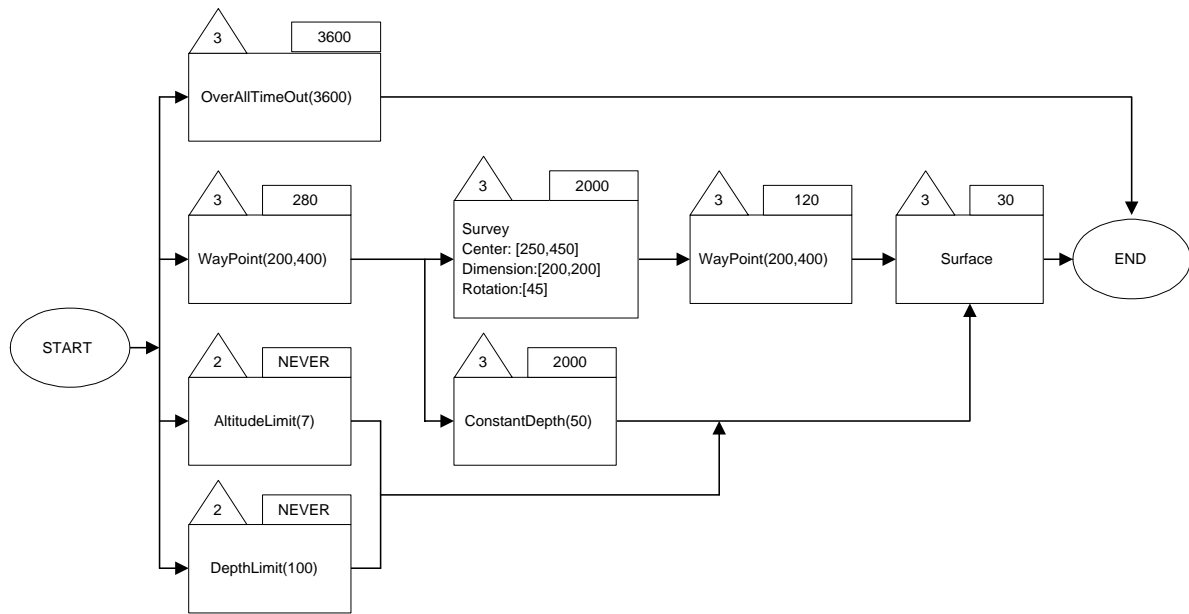 3
3600
OverAllTimeOut(3600)
3
280
WayPoint(200,400)
3
2000
Survey
Center: [250,450]
Dimension:[200,200]
Rotation:[45]
3
120
WayPoint(200,400)
3
30
Surface
END
START
2
NEVER
AltitudeLimit(7)
3
2000
ConstantDepth(50)
2
NEVER
DepthLimit(100)